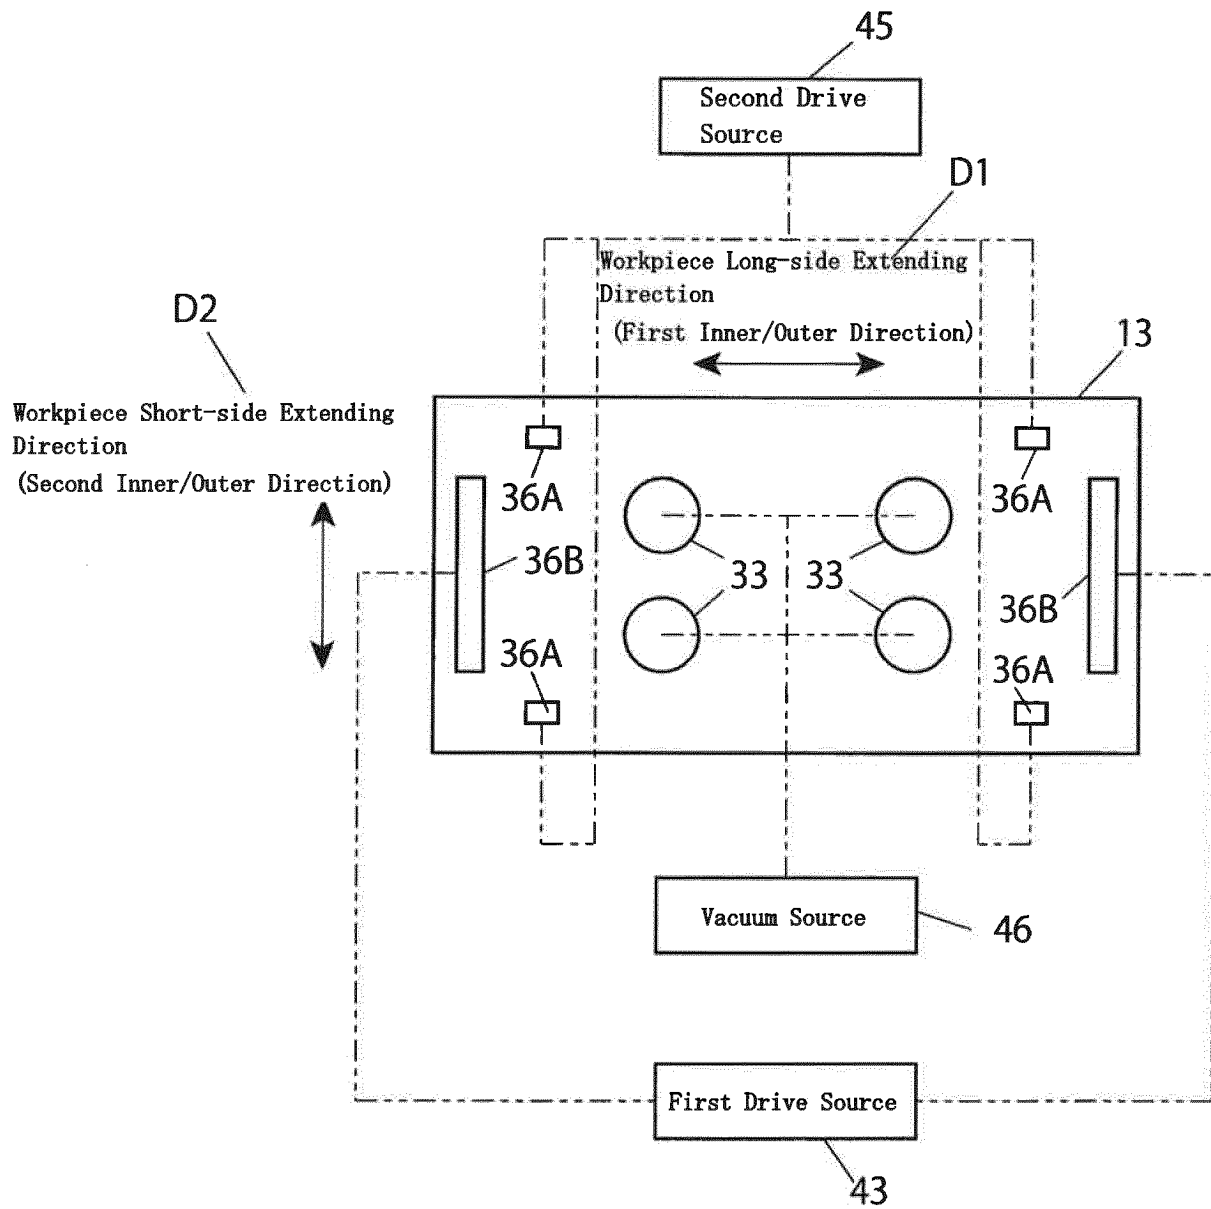 45
Second Drive
Source
D1
Workpiece Long-side Extending
Direction
(First Inner/Outer Direction)
D2
13
Workpiece Short-side Extending
Direction
(Second Inner/Outer Direction)
36A
36A
36B
33
33
36B
36A
36A
Vacuum Source
46
First Drive Source
43